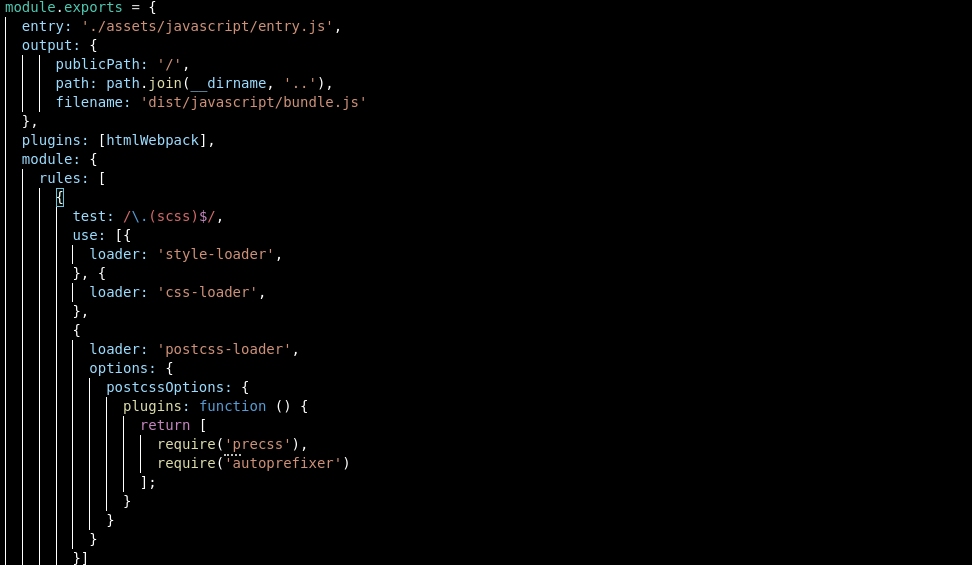 module.exports = {
  entry: './assets/javascript/entry.js',
  output: {
      publicPath: '/',
      path: path.join(__dirname, '..'),
      filename: 'dist/javascript/bundle.js'
  },
  plugins: [htmlWebpack],
  module: {
    rules: [
      {
        test: /\.(scss)$/,
        use: [{
          loader: 'style-loader',
        }, {
          loader: 'css-loader',
        },
        {
          loader: 'postcss-loader',
          options: {
            postcssOptions: {
              plugins: function () {
                return [
                  require('precss'),
                  require('autoprefixer')
                ];
              }
            }
          }
        }]